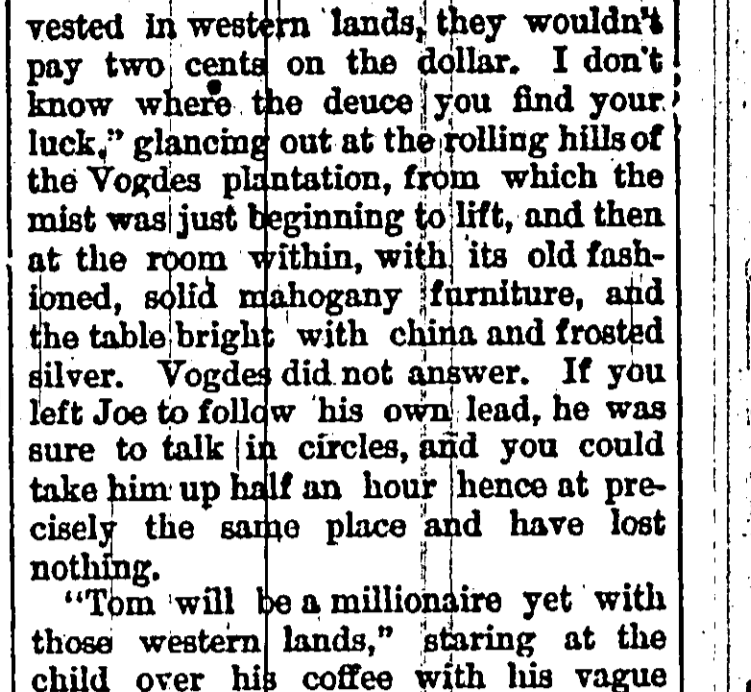 vested in western lands, they wouldn't
pay two cents on the dollar. I don't
know where the deuce you find your
luck," glancing out at the rolling hills of
the Vogdes plantation, from which the
mist was just beginning to lift, and then
at the room within, with its old fash-
ioned, solid mahogany furniture, and
the table bright with china and frosted
silver. Vogdes did not answer. If you
left Joe to follow his own lead, he was
sure to talk in circles, and you could
take him up half an hour hence at pre-
cisely the same place and have lost
nothing.
"Tom will be a millionaire yet with
those western lands," staring at the
child over his coffee with his vague